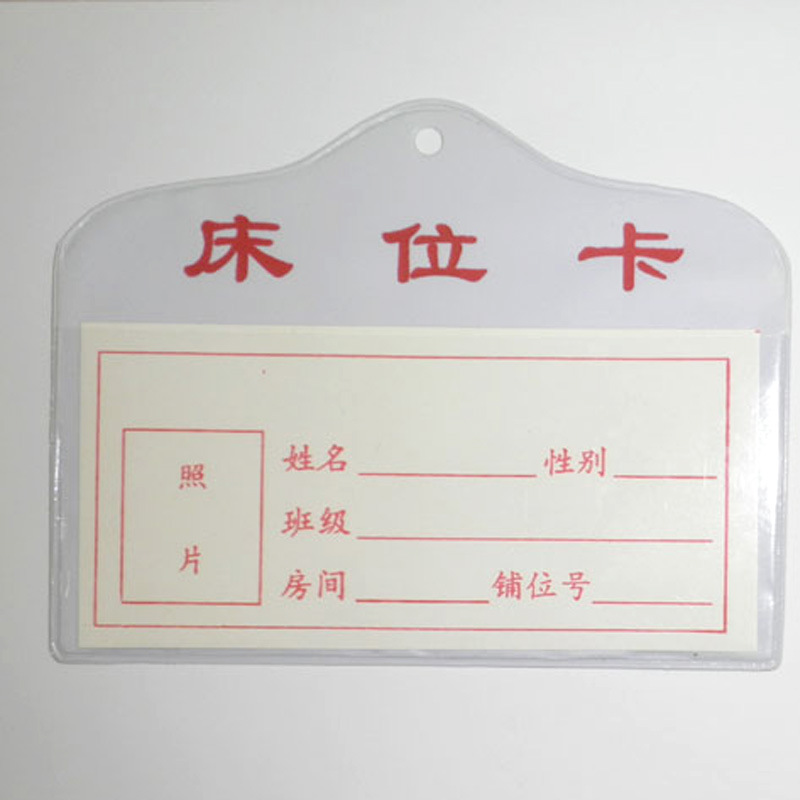 床位卡
照片
姓名 性别
班级
房间 铺位号